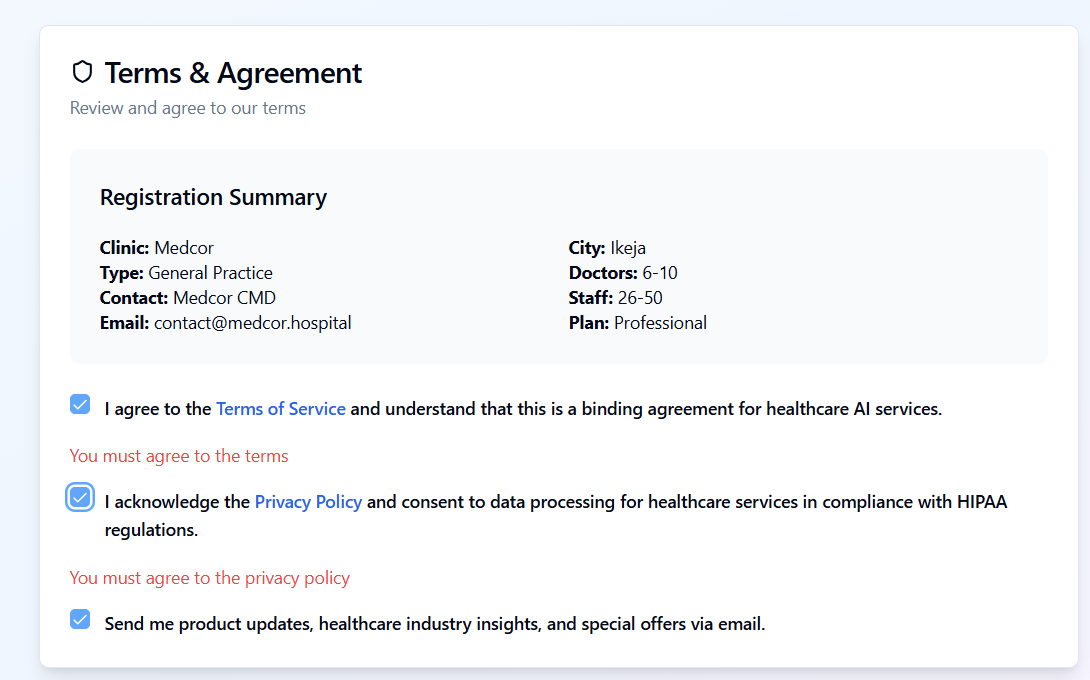 Terms & Agreement
Review and agree to our terms
Registration Summary
Clinic: Medcor
Type: General Practice
Contact: Medcor CMD
Email: contact@medcor.hospital
City: Ikeja
Doctors: 6-10
Staff: 26-50
Plan: Professional
I agree to the Terms of Service and understand that this is a binding agreement for healthcare AI services.
You must agree to the terms
I acknowledge the Privacy Policy and consent to data processing for healthcare services in compliance with HIPAA
regulations.
You must agree to the privacy policy
Send me product updates, healthcare industry insights, and special offers via email.